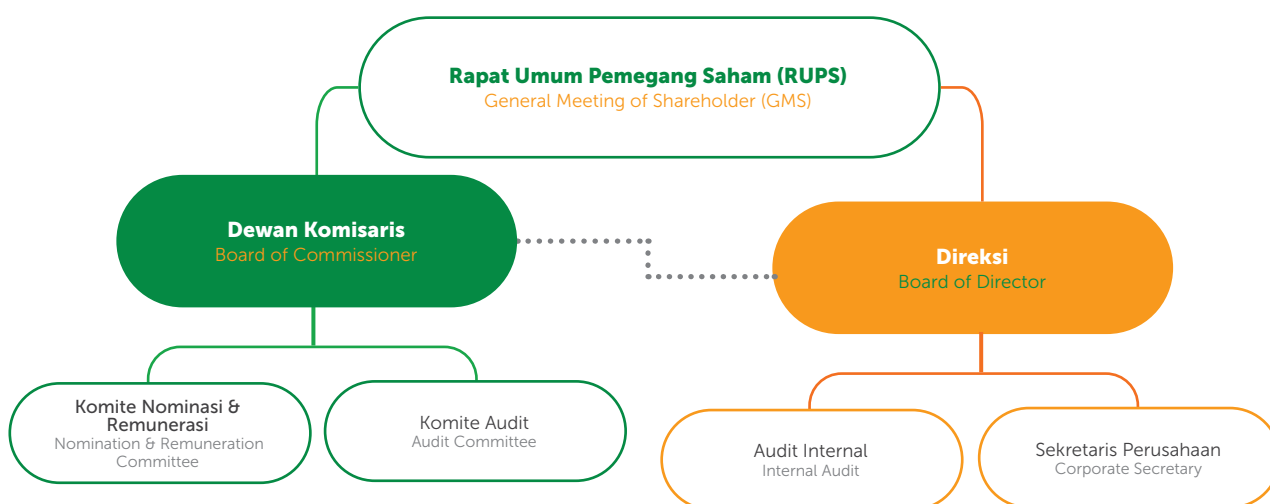 Rapat Umum Pemegang Saham (RUPS)
General Meeting of Shareholder (GMS)
Dewan Komisaris
Board of Commissioner
Direksi
Board of Director
Komite Nominasi &
Remunerasi
Nomination & Remuneration
Committee
Komite Audit
Audit Committee
Audit Internal
Internal Audit
Sekretaris Perusahaan
Corporate Secretary